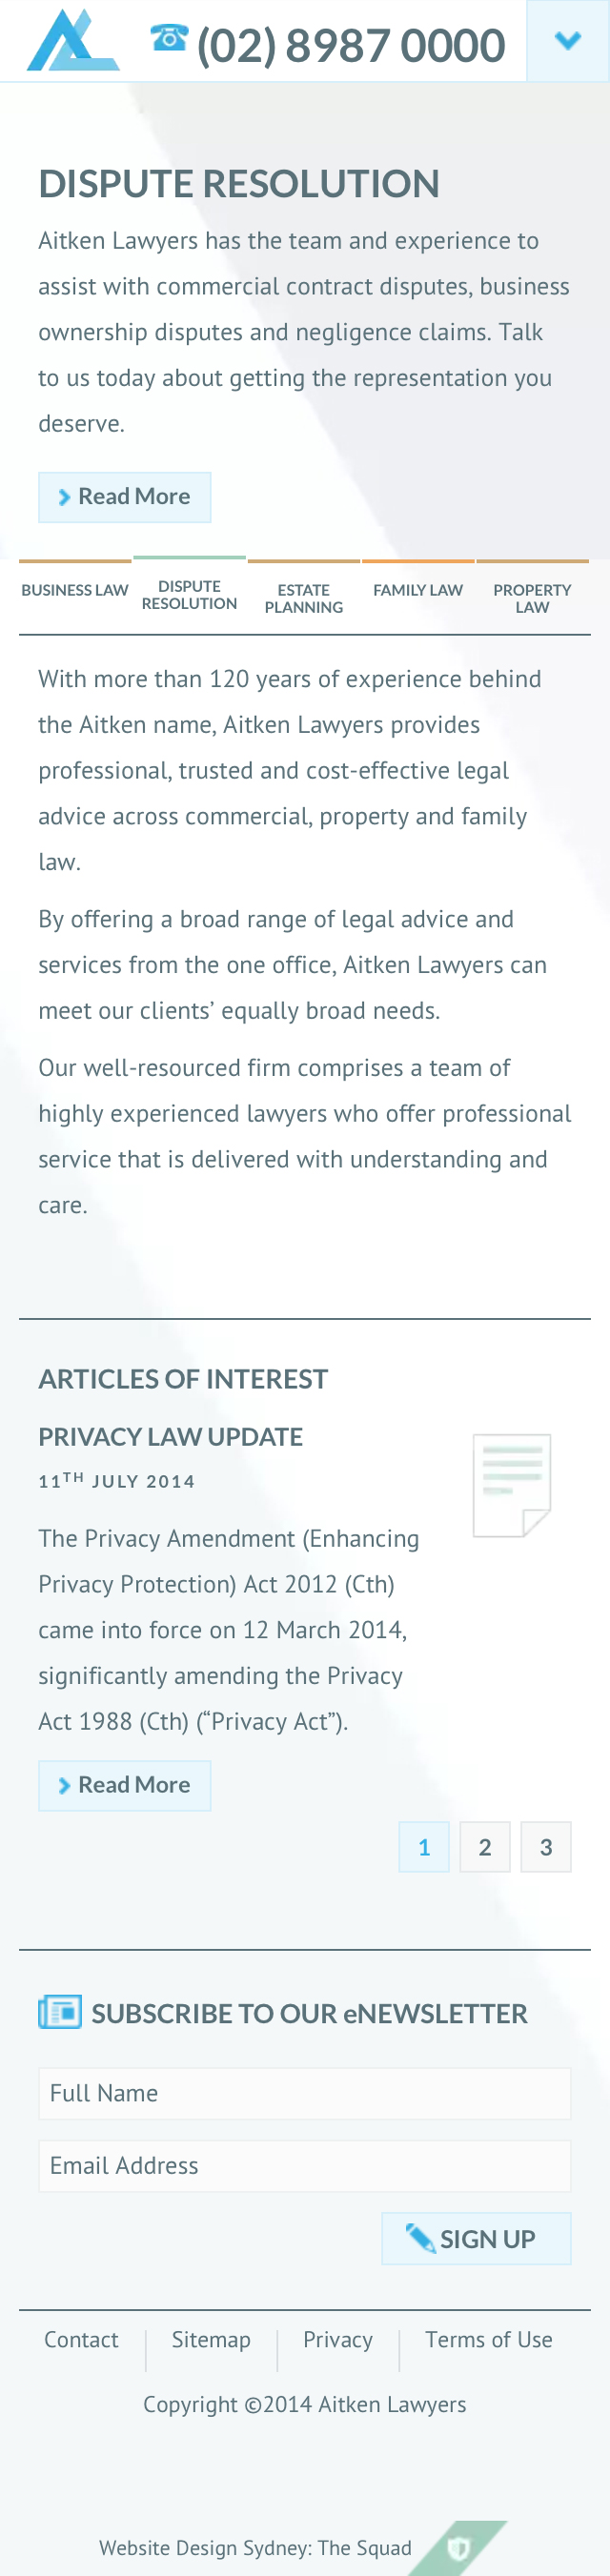 (02) 8987 0000
DISPUTE RESOLUTION
Aitken Lawyers has the team and experience to
assist with commercial contract disputes, business
ownership disputes and negligence claims. Talk
to us today about getting the representation you
deserve.
Read More
BUSINESS LAW
DISPUTE
RESOLUTION
ESTATE
PLANNING
FAMILY LAW
PROPERTY
LAW
With more than 120 years of experience behind
the Aitken name, Aitken Lawyers provides
professional, trusted and cost-effective legal
advice across commercial, property and family
law.
By offering a broad range of legal advice and
services from the one office, Aitken Lawyers can
meet our clients’ equally broad needs.
Our well-resourced firm comprises a team of
highly experienced lawyers who offer professional
service that is delivered with understanding and
care.
ARTICLES OF INTEREST
PRIVACY LAW UPDATE
11TH JULY 2014
The Privacy Amendment (Enhancing
Privacy Protection) Act 2012 (Cth)
came into force on 12 March 2014,
significantly amending the Privacy
Act 1988 (Cth) (“Privacy Act”).
Read More
1 2 3
SUBSCRIBE TO OUR eNEWSLETTER
Full Name
Email Address
SIGN UP
Contact Sitemap Privacy Terms of Use
Copyright ©2014 Aitken Lawyers
Website Design Sydney: The Squad